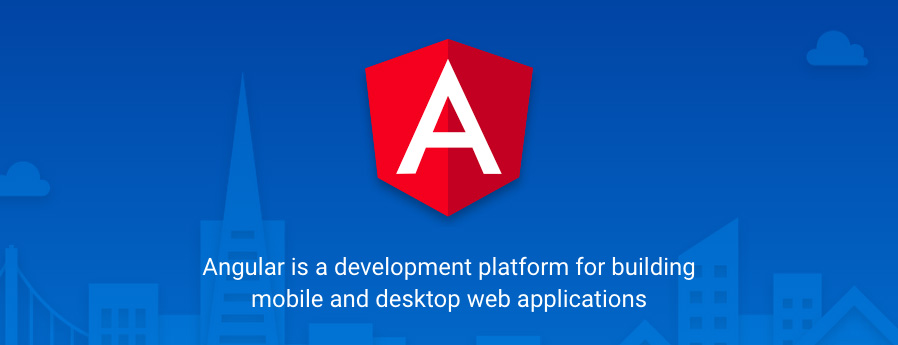 A
Angular is a development platform for building
mobile and desktop web applications